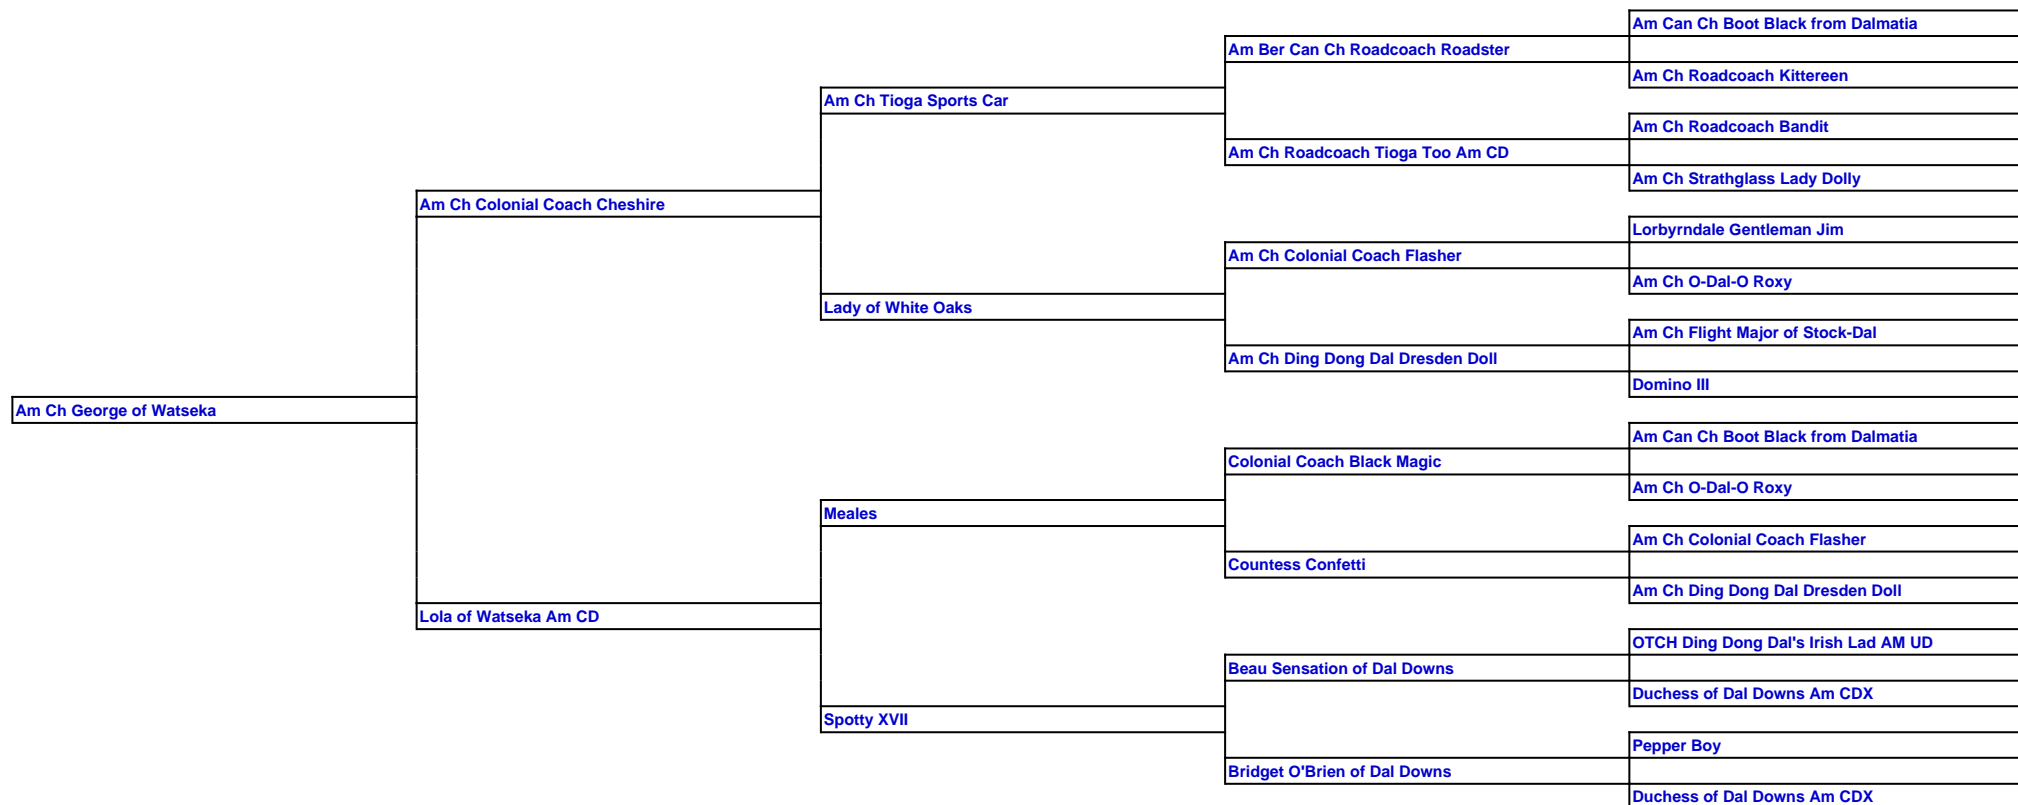 Am Can Ch Boot Black from Dalmatia
Am Ber Can Ch Roadcoach Roadster
Am Ch Roadcoach Kittereen
Am Ch Tioga Sports Car
Am Ch Roadcoach Bandit
Am Ch Roadcoach Tioga Too Am CD
Am Ch Strathglass Lady Dolly
Am Ch Colonial Coach Cheshire
Lorbyrndale Gentleman Jim
Am Ch Colonial Coach Flasher
Am Ch O-Dal-O Roxy
Lady of White Oaks
Am Ch Flight Major of Stock-Dal
Am Ch Ding Dong Dal Dresden Doll
Domino III
Am Ch George of Watseka
Am Can Ch Boot Black from Dalmatia
Colonial Coach Black Magic
Am Ch O-Dal-O Roxy
Meales
Am Ch Colonial Coach Flasher
Countess Confetti
Am Ch Ding Dong Dal Dresden Doll
Lola of Watseka Am CD
OTCH Ding Dong Dal's Irish Lad AM UD
Beau Sensation of Dal Downs
Duchess of Dal Downs Am CDX
Spotty XVII
Pepper Boy
Bridget O'Brien of Dal Downs
Duchess of Dal Downs Am CDX